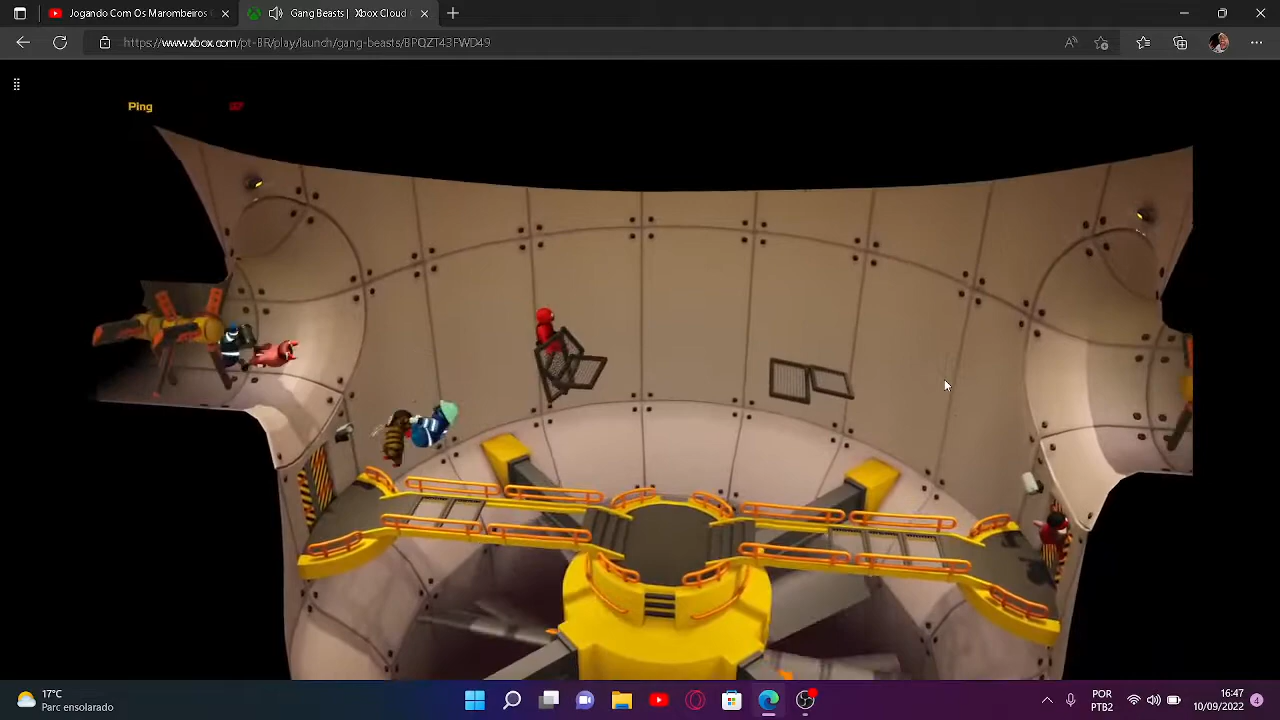 Jogando Com Os Marombeiros
Gang Beasts | Xbox Cloud
https://www.xbox.com/pt-BR/play/launch/gang-beasts/BPQZT43FWD49
Ping
17°C
Parc ensolarado
POR
PTB2
16:47
10/09/2022
4